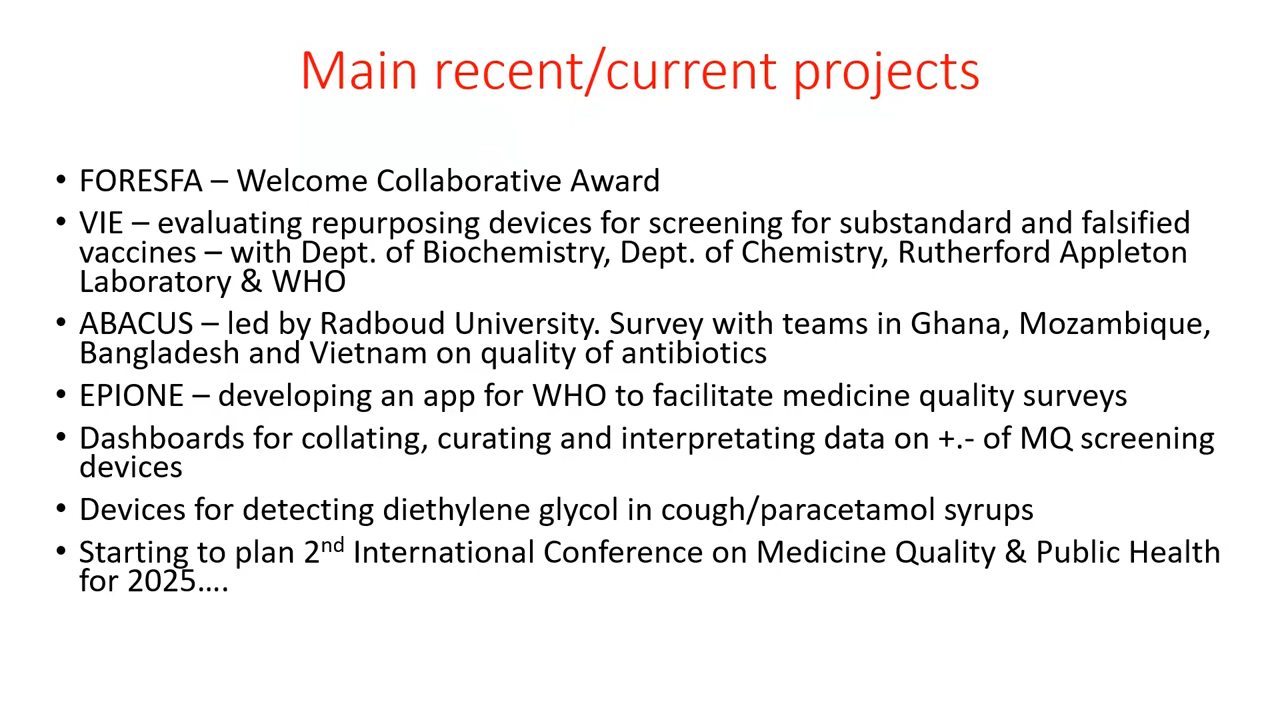 Main recent/current projects
• FORESFA – Welcome Collaborative Award
• VIE – evaluating repurposing devices for screening for substandard and falsified
vaccines – with Dept. of Biochemistry, Dept. of Chemistry, Rutherford Appleton
Laboratory & WHO
• ABACUS – led by Radboud University. Survey with teams in Ghana, Mozambique,
Bangladesh and Vietnam on quality of antibiotics
• EPIONE – developing an app for WHO to facilitate medicine quality surveys
• Dashboards for collating, curating and interpretating data on +.- of MQ screening
devices
• Devices for detecting diethylene glycol in cough/paracetamol syrups
• Starting to plan 2nd International Conference on Medicine Quality & Public Health
for 2025....